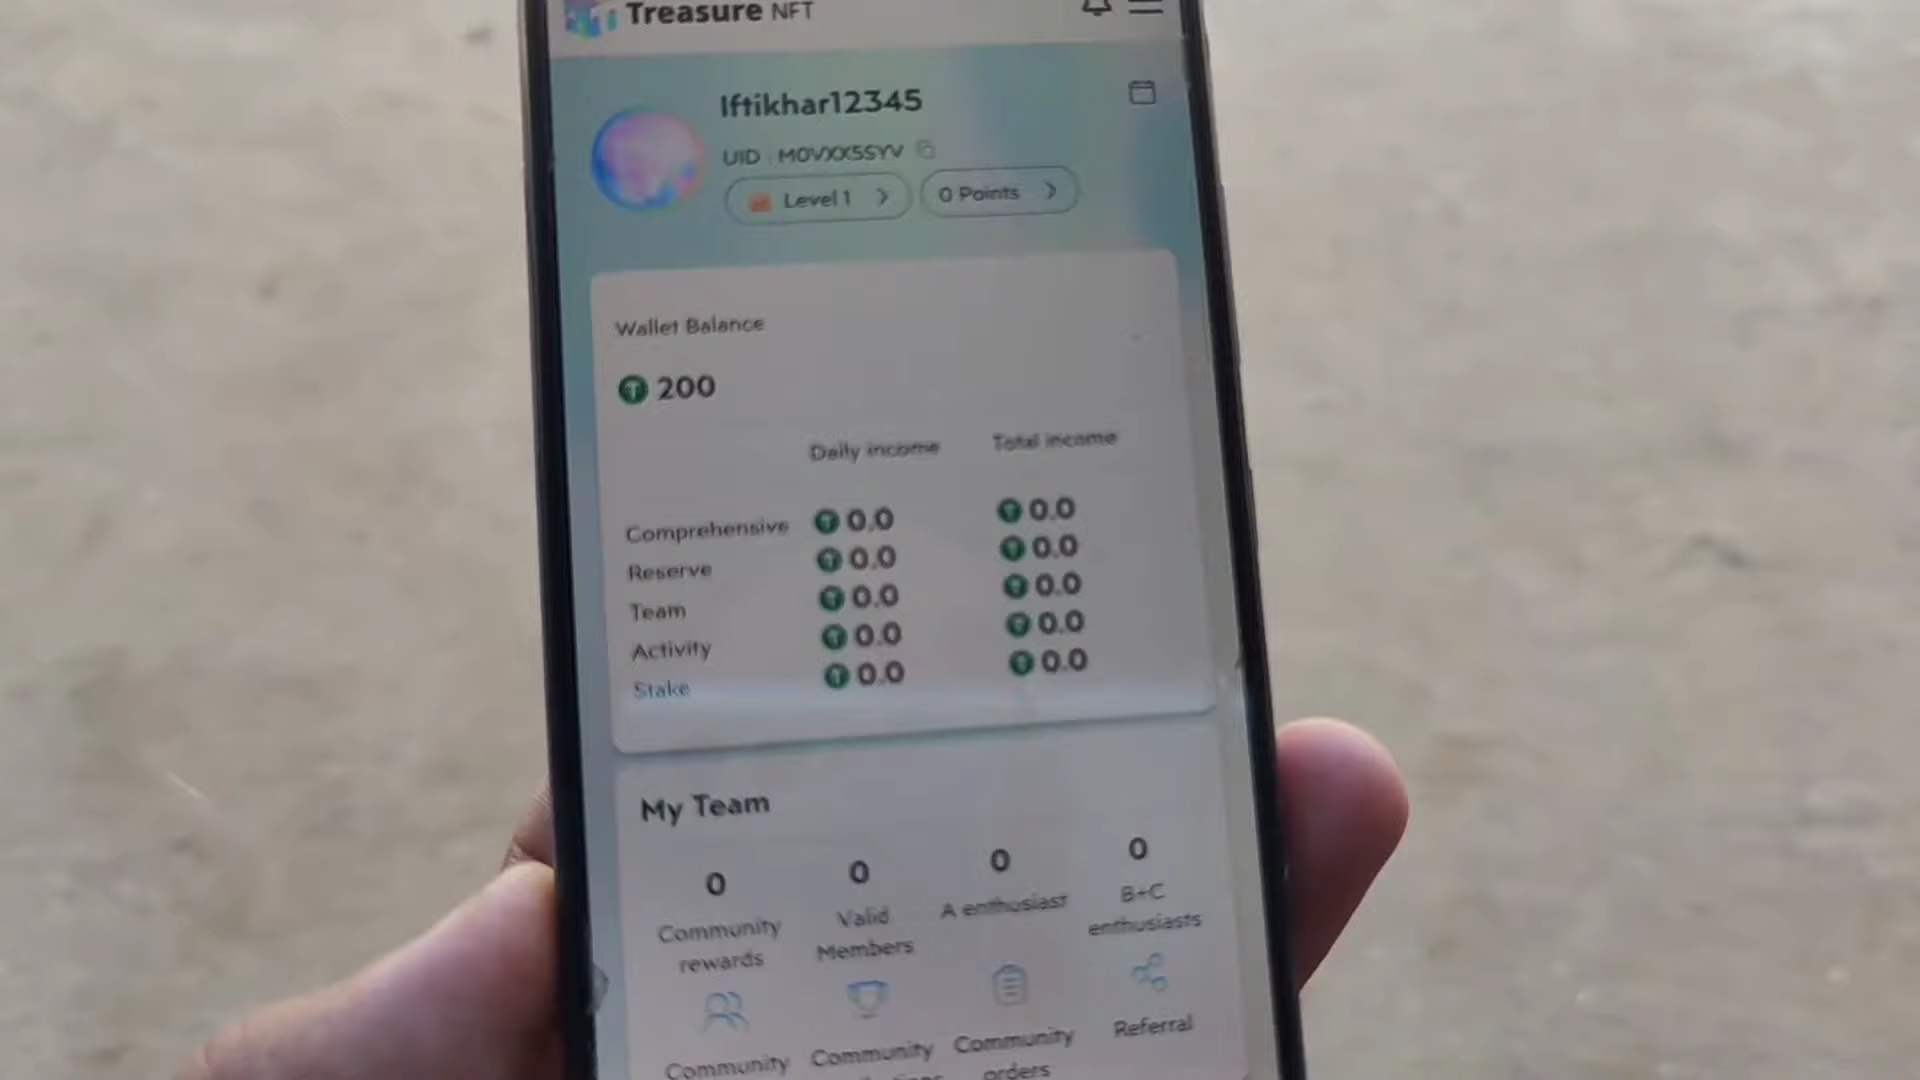 Treasure NFT
Iftikhar12345
UID : M0VXX5SYV
Level 1 >
0 Points >
Wallet Balance
200
Daily income Total income
Comprehensive 0.0 0.0
Reserve 0.0 0.0
Team 0.0 0.0
Activity 0.0 0.0
Stake 0.0 0.0
My Team
0 0 0 0
Community rewards
Valid Members
A enthusiast
B+C enthusiasts
Community
Community
Community orders
Referral